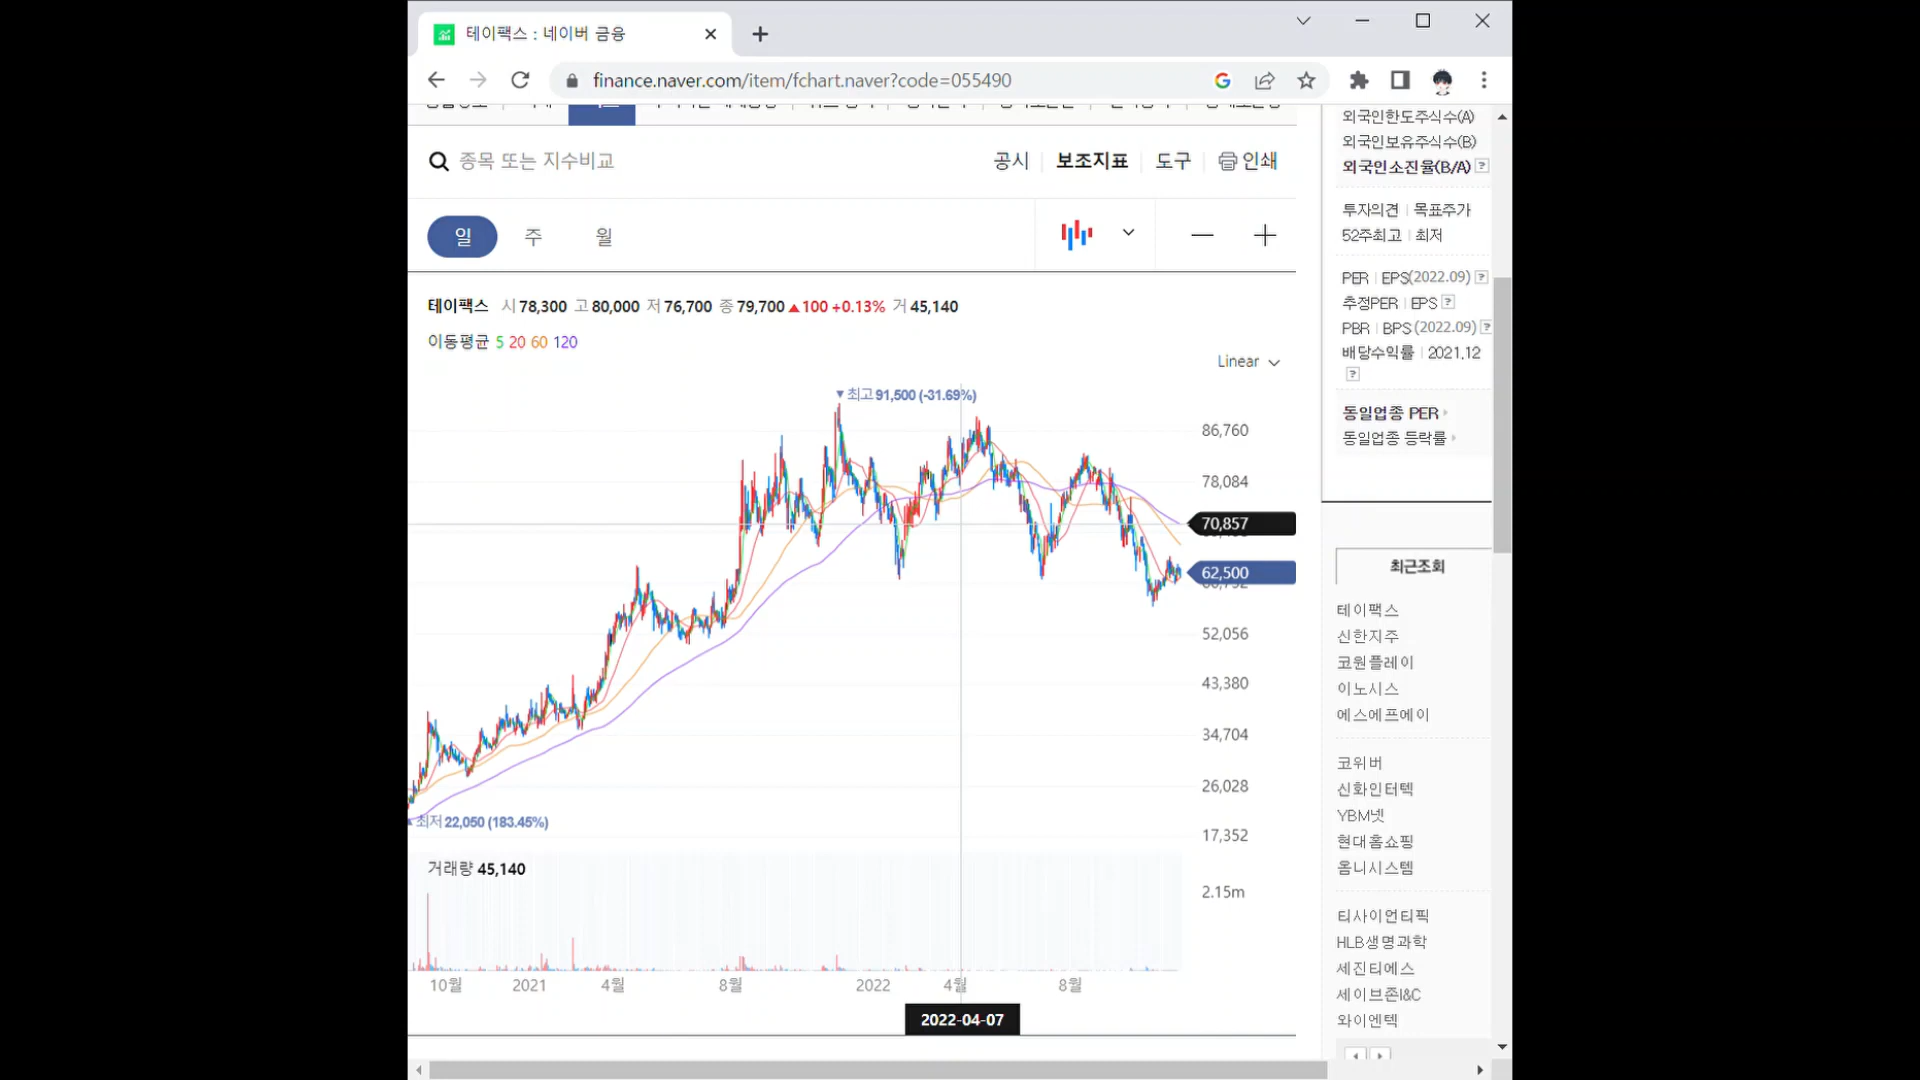 테이팩스 : 네이버 금융
finance.naver.com/item/fchart.naver?code=055490
종목 또는 지수비교
공시 보조지표 도구 인쇄
일 주 월
테이팩스 시 78,300 고 80,000 저 76,700 종 79,700 ▲100 +0.13% 거 45,140
이동평균 5 20 60 120
Linear
▼최고 91,500 (-31.69%)
86,760
78,084
70,857
62,500
52,056
43,380
34,704
26,028
17,352
▲최저 22,050 (183.45%)
거래량 45,140
2.15m
10월 2021 4월 8월 2022 4월 8월
2022-04-07
외국인한도주식수(A)
외국인보유주식수(B)
외국인소진율(B/A) ?
투자의견 | 목표주가
52주최고 | 최저
PER | EPS(2022.09) ?
추정PER | EPS ?
PBR | BPS (2022.09) ?
배당수익률 | 2021.12
?
동일업종 PER
동일업종 등락률
최근조회
테이팩스
신한지주
코원플레이
이노시스
에스에프에이
코위버
신화인터텍
YBM넷
현대홈쇼핑
옴니시스템
티사이언티픽
HLB생명과학
세진티에스
세이브존I&C
와이엔텍